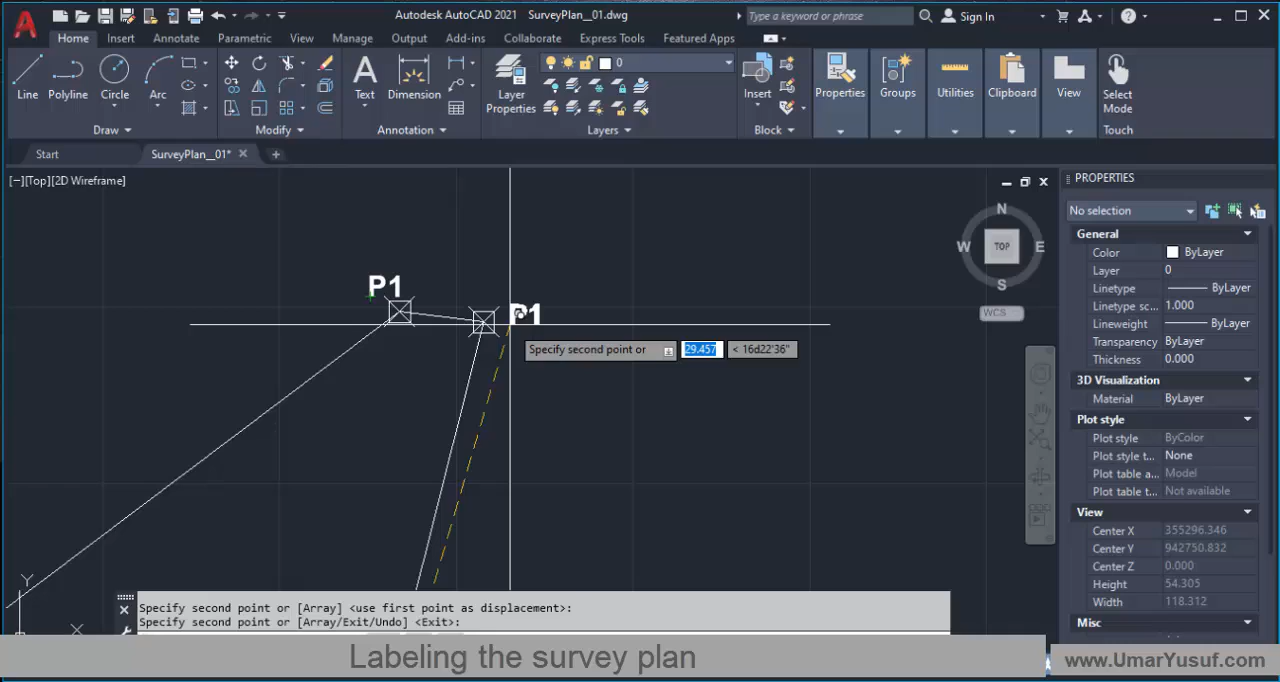 Autodesk AutoCAD 2021 SurveyPlan__01.dwg
Type a keyword or phrase
Sign In
Home Insert Annotate Parametric View Manage Output Add-ins Collaborate Express Tools Featured Apps
0
Line Polyline Circle Arc
Text Dimension
Layer Properties
Insert
Properties Groups Utilities Clipboard View
Select Mode
Draw Modify Annotation Layers Block Touch
Start SurveyPlan__01*
[−][Top][2D Wireframe]
N
W TOP E
S
WCS
P1
P1
Specify second point or 29.457 < 16d22'36"
Y
X
PROPERTIES
No selection
General
Color ByLayer
Layer 0
Linetype ByLayer
Linetype sc... 1.000
Lineweight ByLayer
Transparency ByLayer
Thickness 0.000
3D Visualization
Material ByLayer
Plot style
Plot style ByColor
Plot style t... None
Plot table a... Model
Plot table t... Not available
View
Center X 355296.346
Center Y 942750.832
Center Z 0.000
Height 54.305
Width 118.312
Misc
Specify second point or [Array] <use first point as displacement>:
Specify second point or [Array/Exit/Undo] <Exit>:
Labeling the survey plan
www.UmarYusuf.com